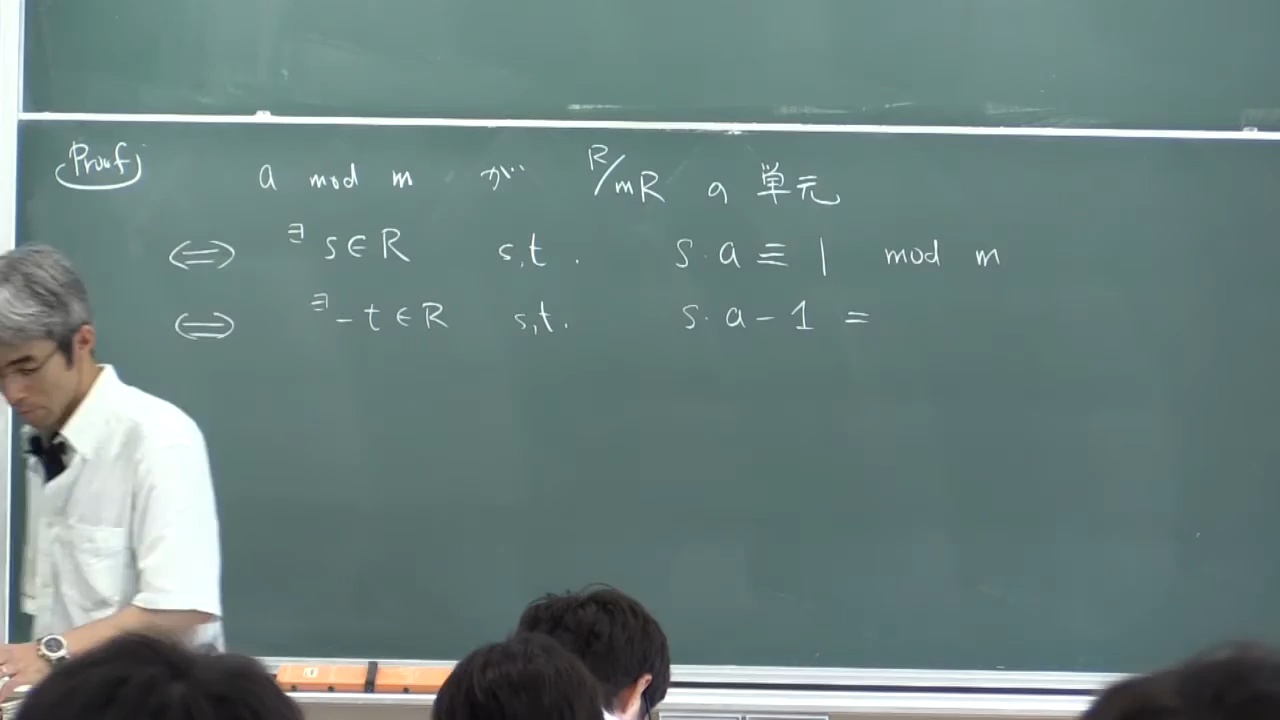 Proof)
a mod m が R/mR の 単元
⇔ ∃s∈R s.t. s·a ≡ 1 mod m
⇔ ∃-t∈R s.t. s·a-1 =